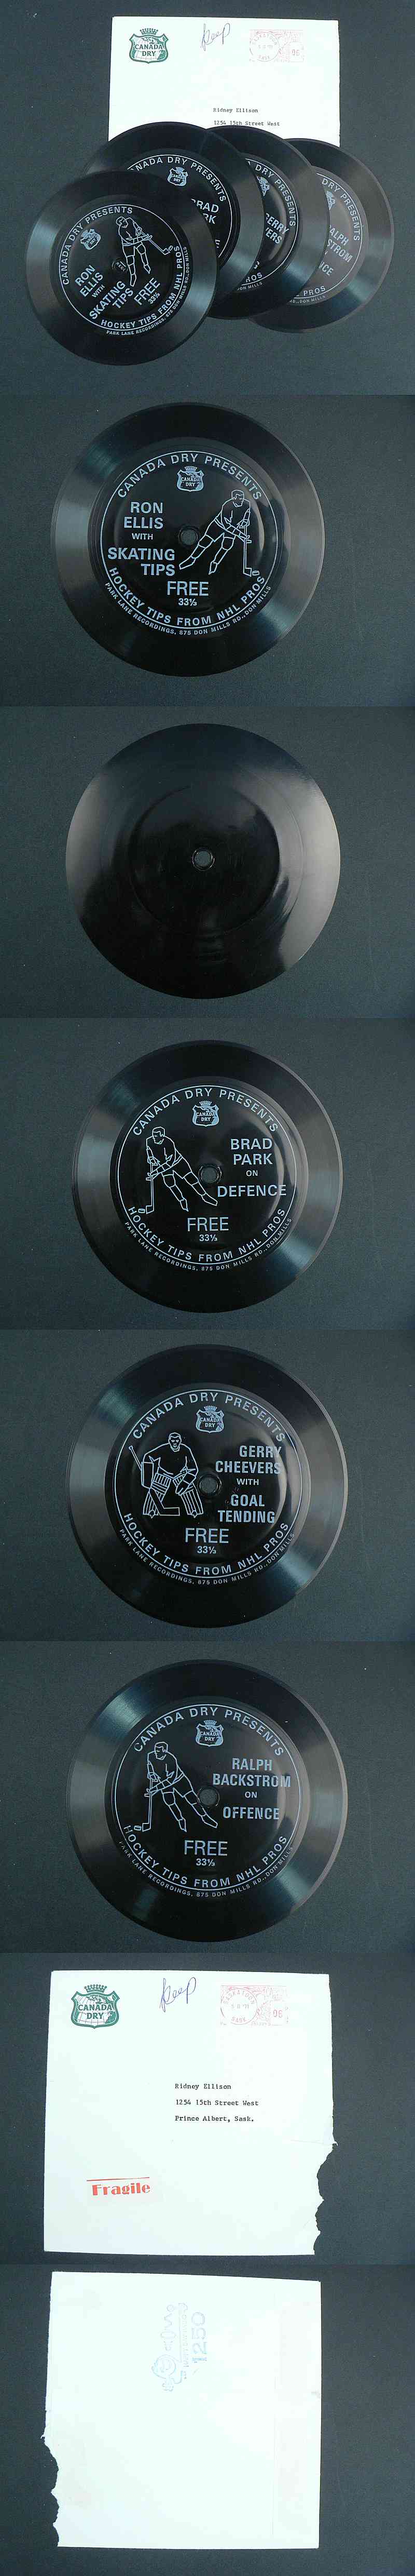 CANADA DRY
Keep
06
Ridney Ellison
1254 15th Street West
CANADA DRY PRESENTS
RON
ELLIS
WITH
SKATING
TIPS
FREE
33⅓
HOCKEY TIPS FROM NHL PROS
PARK LANE RECORDINGS, 875 DON MILLS RD., DON MILLS
CANADA DRY PRESENTS
CANADA
DRY
RON
ELLIS
WITH
SKATING
TIPS
FREE
33⅓
HOCKEY TIPS FROM NHL PROS
PARK LANE RECORDINGS, 875 DON MILLS RD., DON MILLS
CANADA DRY PRESENTS
CANADA
DRY
BRAD
PARK
ON
DEFENCE
FREE
33⅓
HOCKEY TIPS FROM NHL PROS
PARK LANE RECORDINGS, 875 DON MILLS RD., DON MILLS
CANADA DRY PRESENTS
CANADA
DRY
GERRY
CHEEVERS
WITH
GOAL
TENDING
FREE
33⅓
HOCKEY TIPS FROM NHL PROS
PARK LANE RECORDINGS, 875 DON MILLS RD., DON MILLS
CANADA DRY PRESENTS
CANADA
DRY
RALPH
BACKSTROM
ON
OFFENCE
FREE
33⅓
HOCKEY TIPS FROM NHL PROS
PARK LANE RECORDINGS, 875 DON MILLS RD., DON MILLS
CANADA
DRY
Keep
06
Ridney Ellison
1254 15th Street West
Prince Albert, Sask.
Fragile
1250